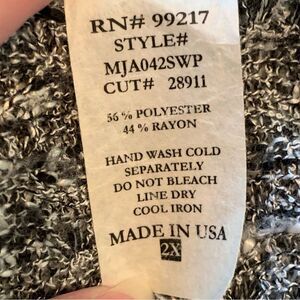 RN# 99217
STYLE#
MJA042SWP
CUT# 28911
56 % POLYESTER
44 % RAYON
HAND WASH COLD
SEPARATELY
DO NOT BLEACH
LINE DRY
COOL IRON
MADE IN USA
2X